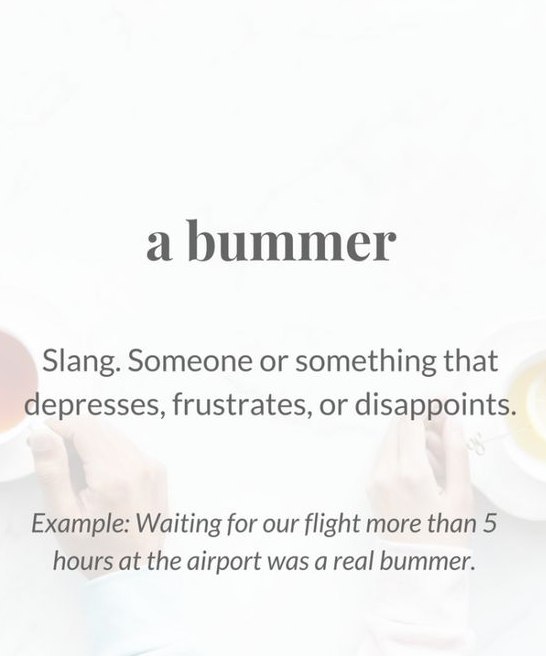 a bummer
Slang. Someone or something that
depresses, frustrates, or disappoints.
Example: Waiting for our flight more than 5
hours at the airport was a real bummer.